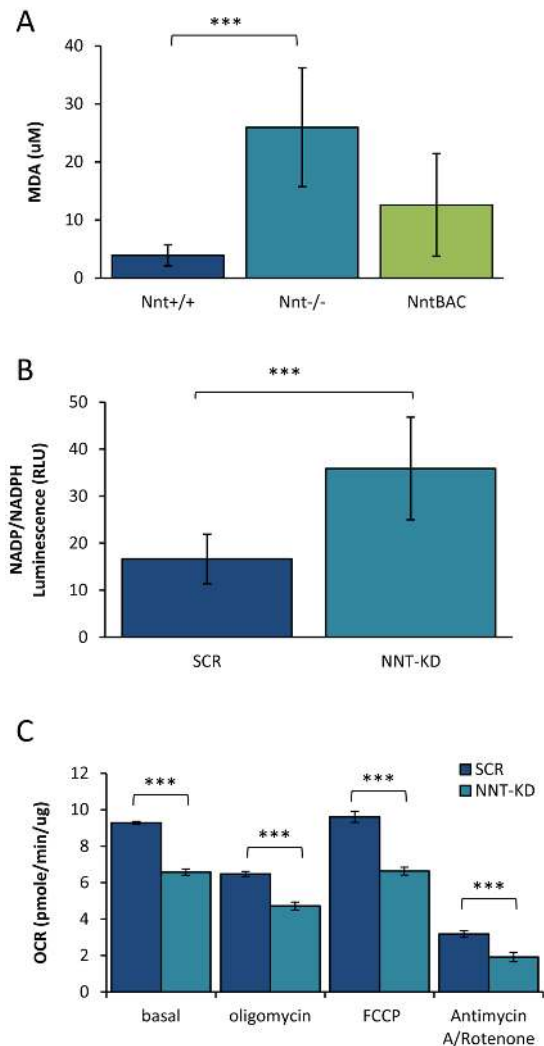 A
***
40
30
20
10
0
MDA (uM)
Nnt+/+ Nnt-/- NntBAC
B
***
50
40
30
20
10
0
NADP/NADPH
Luminescence (RLU)
SCR NNT-KD
C
SCR
NNT-KD
*** *** *** ***
12
10
8
6
4
2
0
OCR (pmole/min/ug)
basal oligomycin FCCP Antimycin
A/Rotenone